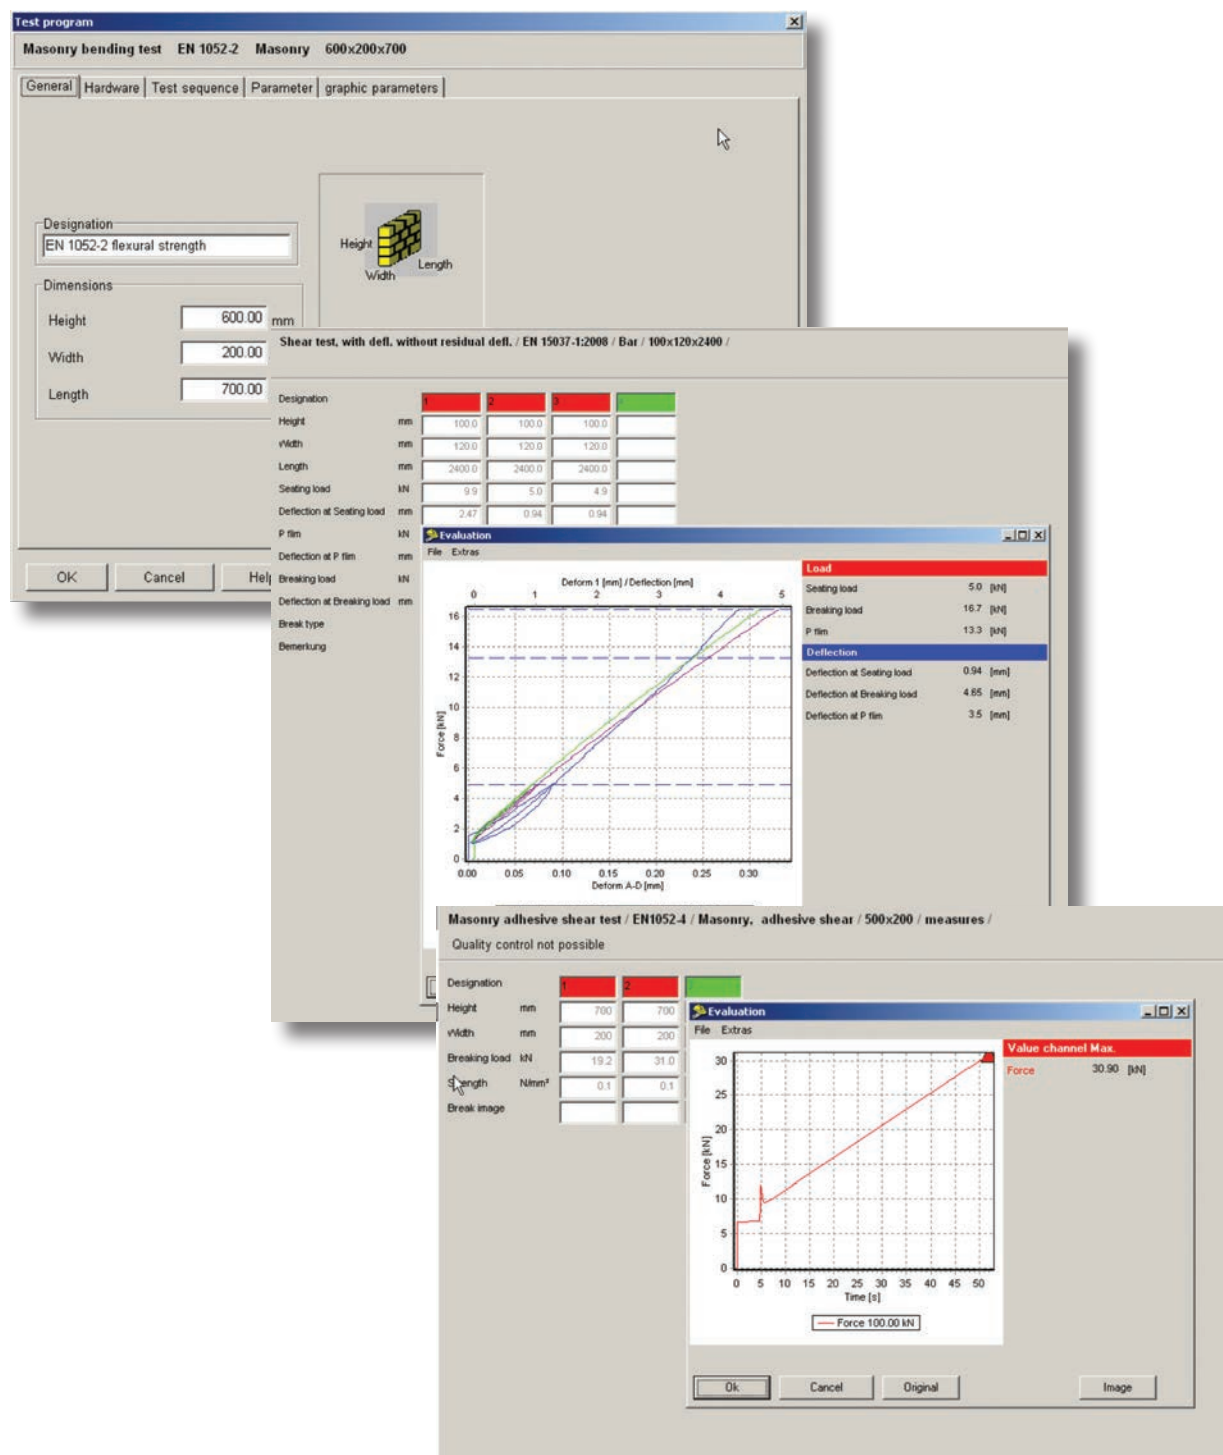 Test program
Masonry bending test EN 1052-2 Masonry 600x200x700
General Hardware Test sequence Parameter graphic parameters
Designation
EN 1052-2 flexural strength
Height
Width
Length
Dimensions
Height 600.00 mm
Width 200.00
Length 700.00
OK Cancel Help
Shear test, with defl. without residual defl. / EN 15037-1:2008 / Bar / 100x120x2400 /
Designation 1 2 3
Height mm 100.0 100.0 100.0
Width mm 120.0 120.0 120.0
Length mm 2400.0 2400.0 2400.0
Seating load kN 9.9 5.0 4.9
Deflection at Seating load mm 2.47 0.94 0.94
P flim kN
Deflection at P flim mm
Breaking load kN
Deflection at Breaking load mm
Break type
Bemerkung
Evaluation
File Extras
Deform 1 [mm] / Deflection [mm]
0 1 2 3 4 5
16
14
12
10
8
6
4
2
0
Force [kN]
0.00 0.05 0.10 0.15 0.20 0.25 0.30
Deform A-D [mm]
Load
Seating load 5.0 [kN]
Breaking load 16.7 [kN]
P flim 13.3 [kN]
Deflection
Deflection at Seating load 0.94 [mm]
Deflection at Breaking load 4.65 [mm]
Deflection at P flim 3.5 [mm]
Masonry adhesive shear test / EN1052-4 / Masonry, adhesive shear / 500x200 / measures /
Quality control not possible
Designation 1 2
Height mm 700 700
Width mm 200 200
Breaking load kN 19.2 31.0
N/mm² 0.1 0.1
Break image
Evaluation
File Extras
30
25
20
15
10
5
0
Force [kN]
0 5 10 15 20 25 30 35 40 45 50
Time [s]
Force 100.00 kN
Value channel Max.
Force 30.90 [kN]
Ok Cancel Original Image